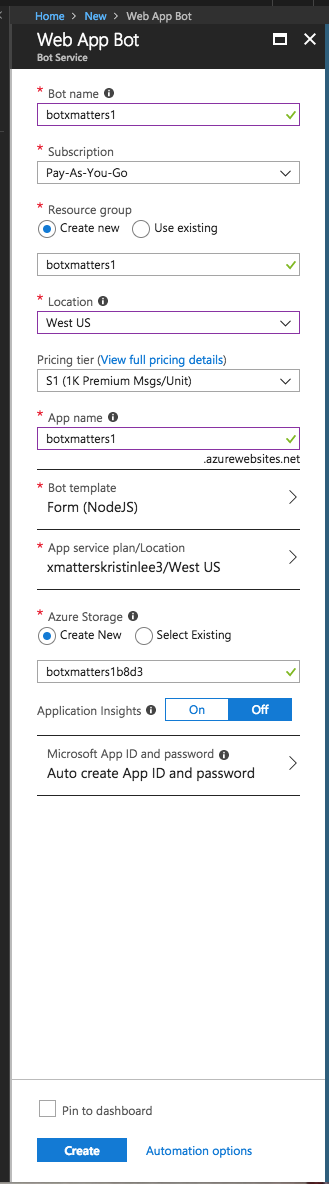 Home > New > Web App Bot
Web App Bot
Bot Service
* Bot name
botxmatters1
* Subscription
Pay-As-You-Go
* Resource group
Create new Use existing
botxmatters1
* Location
West US
Pricing tier (View full pricing details)
S1 (1K Premium Msgs/Unit)
* App name
botxmatters1
.azurewebsites.net
* Bot template
Form (NodeJS)
* App service plan/Location
xmatterskristinlee3/West US
* Azure Storage
Create New Select Existing
botxmatters1b8d3
Application Insights On Off
Microsoft App ID and password
Auto create App ID and password
Pin to dashboard
Create Automation options